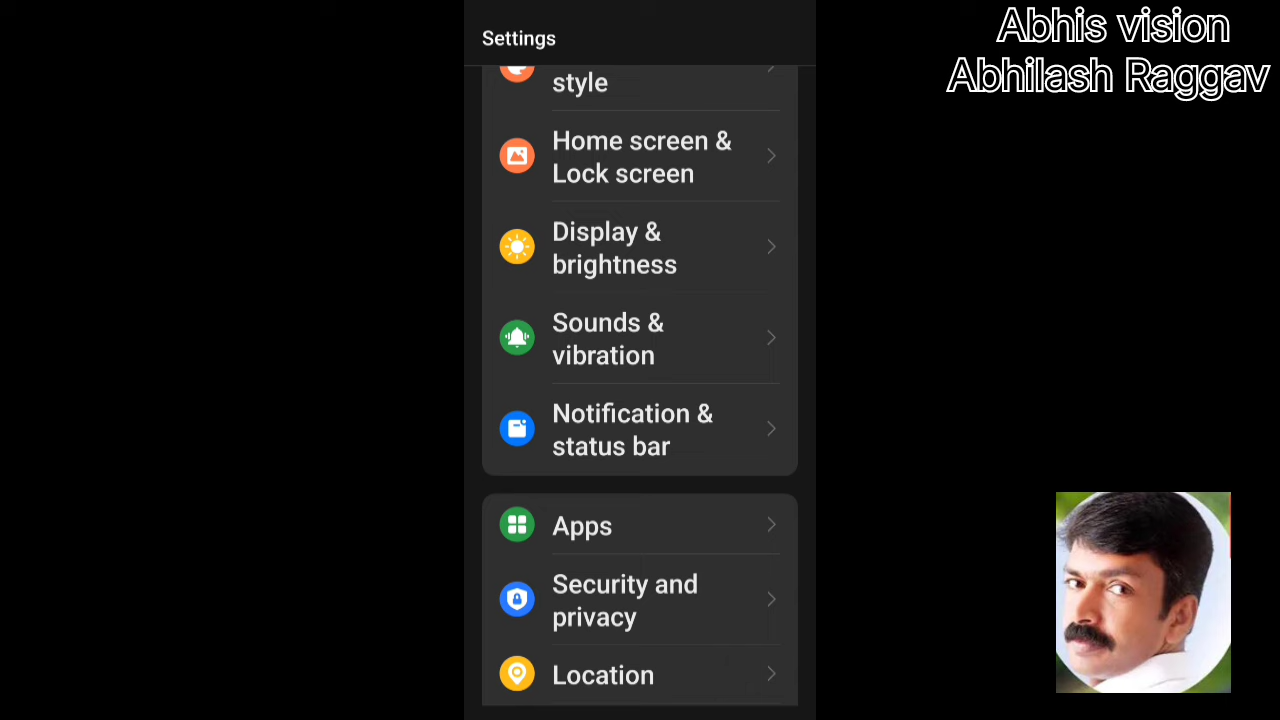 Abhis vision
Abhilash Raggav
Settings
style
Home screen &
Lock screen
Display &
brightness
Sounds &
vibration
Notification &
status bar
Apps
Security and
privacy
Location